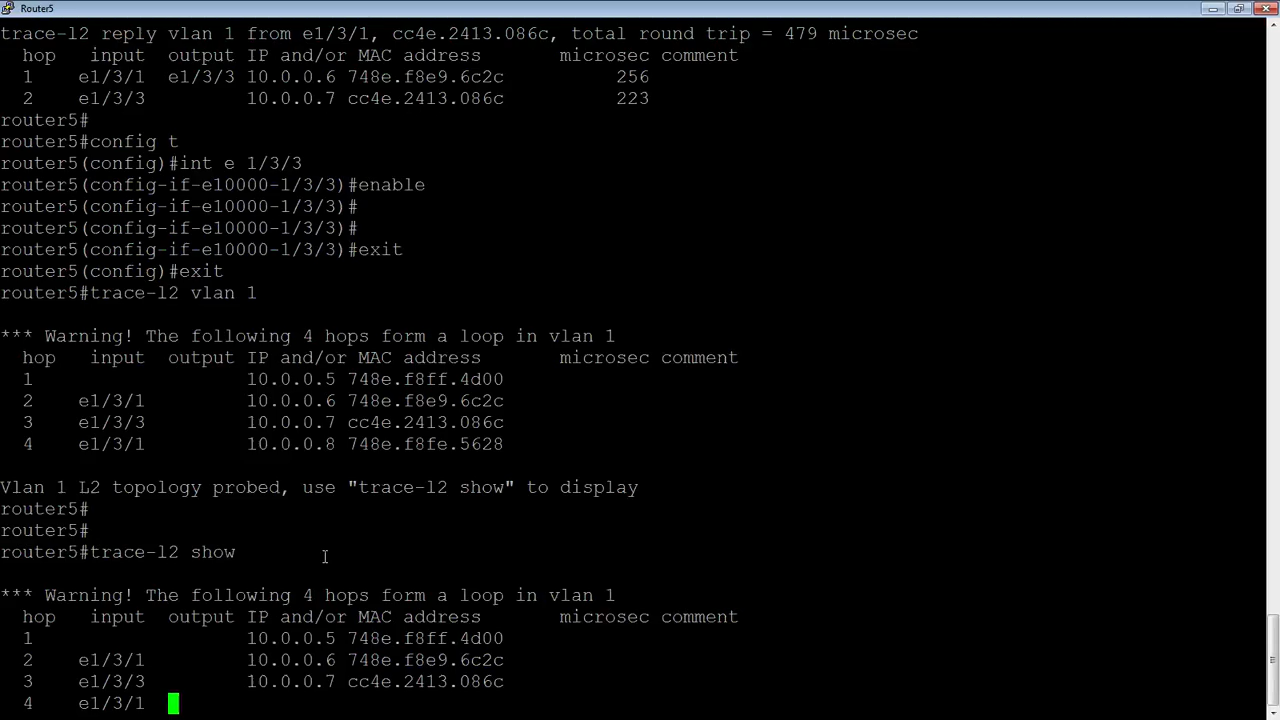 Router5
trace-l2 reply vlan 1 from e1/3/1, cc4e.2413.086c, total round trip = 479 microsec
hop input output IP and/or MAC address microsec comment
1 e1/3/1 e1/3/3 10.0.0.6 748e.f8e9.6c2c 256
2 e1/3/3 10.0.0.7 cc4e.2413.086c 223
router5#
router5#config t
router5(config)#int e 1/3/3
router5(config-if-e10000-1/3/3)#enable
router5(config-if-e10000-1/3/3)#
router5(config-if-e10000-1/3/3)#
router5(config-if-e10000-1/3/3)#exit
router5(config)#exit
router5#trace-l2 vlan 1
*** Warning! The following 4 hops form a loop in vlan 1
hop input output IP and/or MAC address microsec comment
1 10.0.0.5 748e.f8ff.4d00
2 e1/3/1 10.0.0.6 748e.f8e9.6c2c
3 e1/3/3 10.0.0.7 cc4e.2413.086c
4 e1/3/1 10.0.0.8 748e.f8fe.5628
Vlan 1 L2 topology probed, use "trace-l2 show" to display
router5#
router5#
router5#trace-l2 show
*** Warning! The following 4 hops form a loop in vlan 1
hop input output IP and/or MAC address microsec comment
1 10.0.0.5 748e.f8ff.4d00
2 e1/3/1 10.0.0.6 748e.f8e9.6c2c
3 e1/3/3 10.0.0.7 cc4e.2413.086c
4 e1/3/1